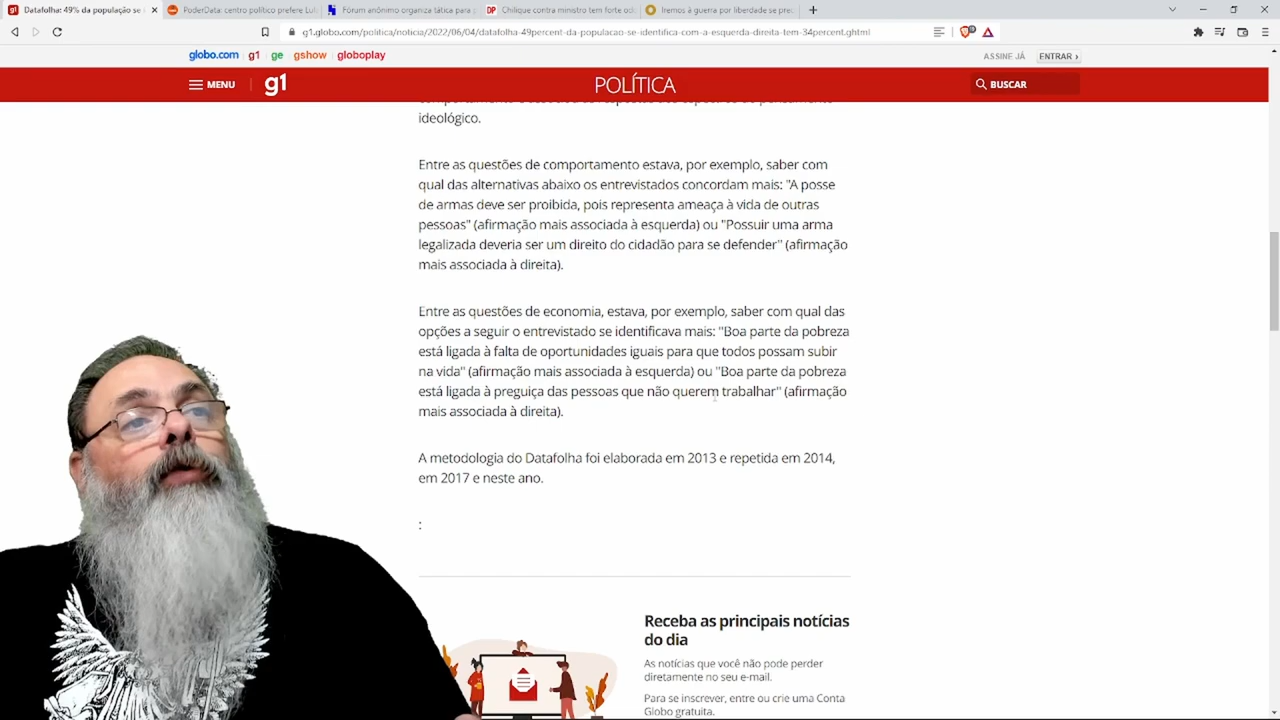 Datafolha: 49% da população se i
PoderData: centro político prefere Lul
Fórum anônimo organiza tática para
Chilique contra ministro tem forte od
Iremos à guerra por liberdade se prec
g1.globo.com/politica/noticia/2022/06/04/datafolha-49percent-da-populacao-se-identifica-com-a-esquerda-direita-tem-34percent.ghtml
globo.com g1 ge gshow globoplay
ASSINE JÁ ENTRAR ›
MENU g1 POLÍTICA BUSCAR
ideológico.
Entre as questões de comportamento estava, por exemplo, saber com
qual das alternativas abaixo os entrevistados concordam mais: "A posse
de armas deve ser proibida, pois representa ameaça à vida de outras
pessoas" (afirmação mais associada à esquerda) ou "Possuir uma arma
legalizada deveria ser um direito do cidadão para se defender" (afirmação
mais associada à direita).
Entre as questões de economia, estava, por exemplo, saber com qual das
opções a seguir o entrevistado se identificava mais: "Boa parte da pobreza
está ligada à falta de oportunidades iguais para que todos possam subir
na vida" (afirmação mais associada à esquerda) ou "Boa parte da pobreza
está ligada à preguiça das pessoas que não querem trabalhar" (afirmação
mais associada à direita).
A metodologia do Datafolha foi elaborada em 2013 e repetida em 2014,
em 2017 e neste ano.
:
Receba as principais notícias
do dia
As notícias que você não pode perder
diretamente no seu e-mail.
Para se inscrever, entre ou crie uma Conta
Globo gratuita.